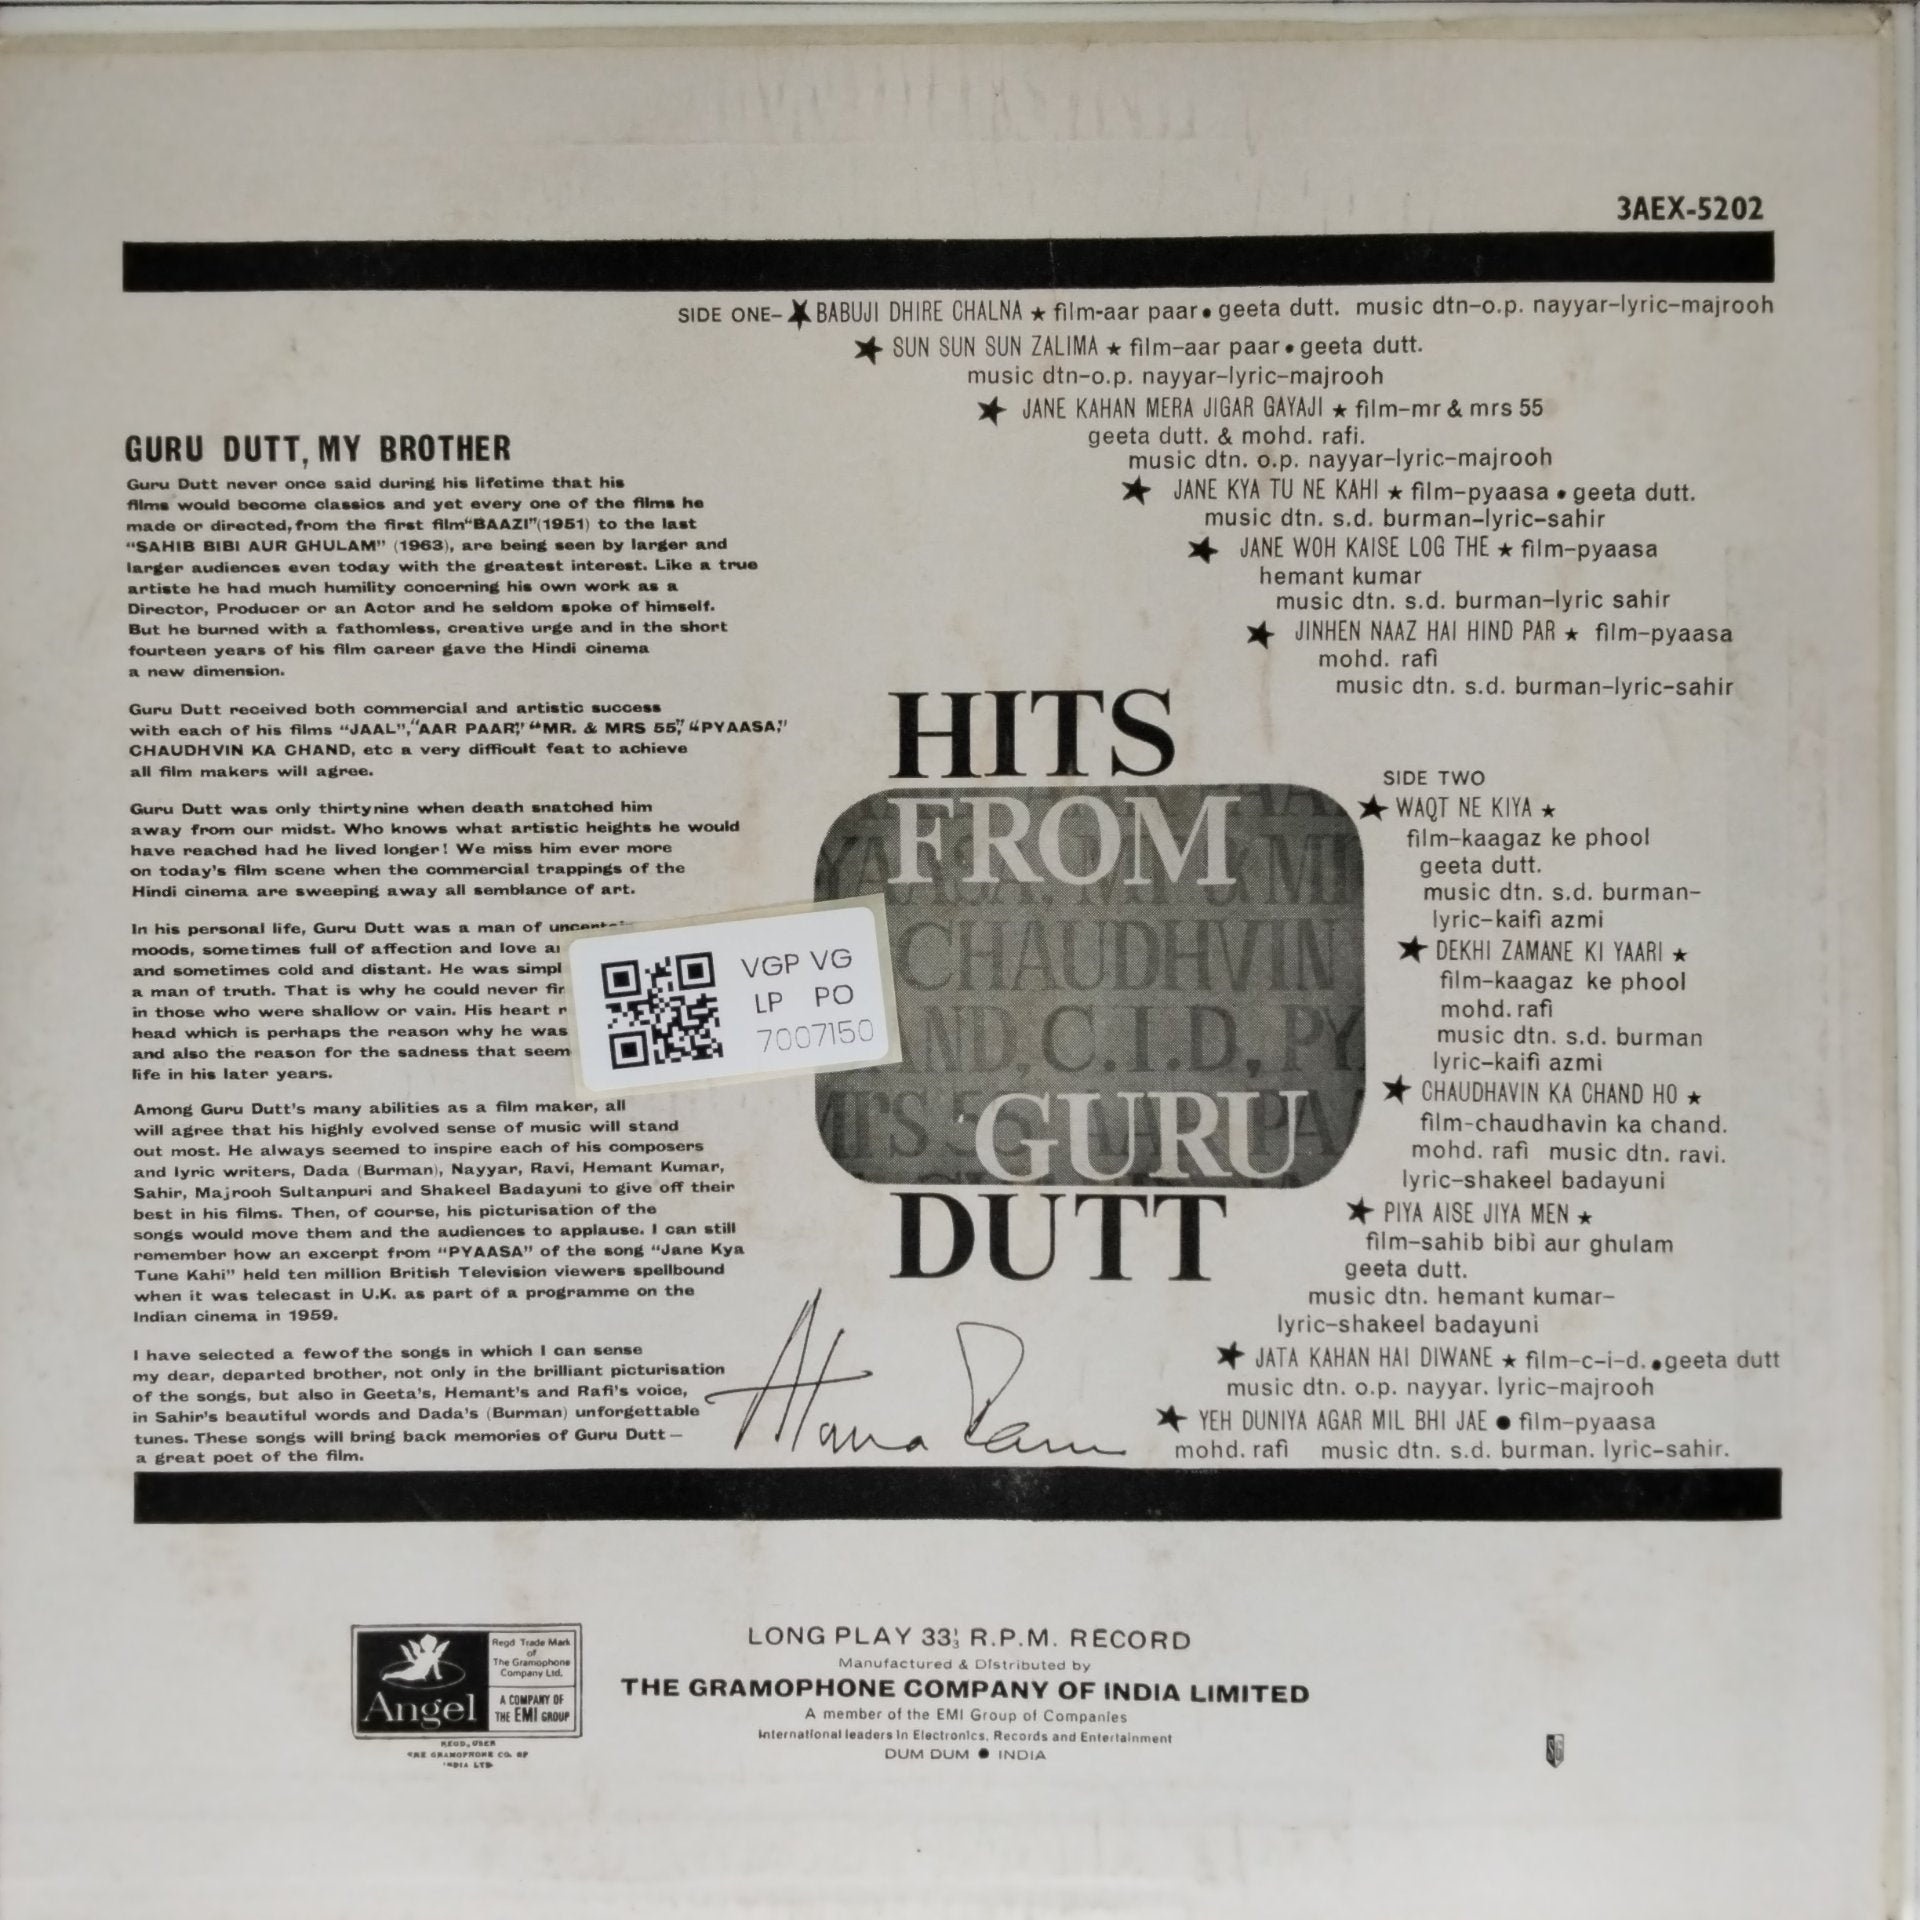 3AEX-5202
SIDE ONE– BABUJI DHIRE CHALNA ★ film-aar paar • geeta dutt. music dtn-o.p. nayyar–lyric–majrooh
★ SUN SUN SUN ZALIMA ★ film–aar paar • geeta dutt.
music dtn–o.p. nayyar–lyric–majrooh
★ JANE KAHAN MERA JIGAR GAYAJI ★ film–mr & mrs 55
geeta dutt. & mohd. rafi.
music dtn. o.p. nayyar–lyric–majrooh
★ JANE KYA TU NE KAHI ★ film–pyaasa • geeta dutt.
music dtn. s.d. burman–lyric–sahir
★ JANE WOH KAISE LOG THE ★ film–pyaasa
hemant kumar
music dtn. s.d. burman–lyric sahir
★ JINHEN NAAZ HAI HIND PAR ★ film–pyaasa
mohd. rafi
music dtn. s.d. burman–lyric–sahir
GURU DUTT, MY BROTHER
Guru Dutt never once said during his lifetime that his
films would become classics and yet every one of the films he
made or directed, from the first film "BAAZI" (1951) to the last
"SAHIB BIBI AUR GHULAM" (1963), are being seen by larger and
larger audiences even today with the greatest interest. Like a true
artiste he had much humility concerning his own work as a
Director, Producer or an Actor and he seldom spoke of himself.
But he burned with a fathomless, creative urge and in the short
fourteen years of his film career gave the Hindi cinema
a new dimension.
Guru Dutt received both commercial and artistic success
with each of his films "JAAL", "AAR PAAR," "MR. & MRS 55," "PYAASA,"
CHAUDHVIN KA CHAND, etc a very difficult feat to achieve
all film makers will agree.
Guru Dutt was only thirtynine when death snatched him
away from our midst. Who knows what artistic heights he would
have reached had he lived longer! We miss him ever more
on today's film scene when the commercial trappings of the
Hindi cinema are sweeping away all semblance of art.
In his personal life, Guru Dutt was a man of
moods, sometimes full of affection and love
and sometimes cold and distant. He was
a man of truth. That is why he could never
in those who were shallow or vain. His heart
head which is perhaps the reason why he was
and also the reason for the sadness that
life in his later years.
Among Guru Dutt's many abilities as a film maker, all
will agree that his highly evolved sense of music will stand
out most. He always seemed to inspire each of his composers
and lyric writers, Dada (Burman), Nayyar, Ravi, Hemant Kumar,
Sahir, Majrooh Sultanpuri and Shakeel Badayuni to give off their
best in his films. Then, of course, his picturisation of the
songs would move them and the audiences to applause. I can still
remember how an excerpt from "PYAASA" of the song "Jane Kya
Tune Kahi" held ten million British Television viewers spellbound
when it was telecast in U.K. as part of a programme on the
Indian cinema in 1959.
I have selected a few of the songs in which I can sense
my dear, departed brother, not only in the brilliant picturisation
of the songs, but also in Geeta's, Hemant's and Rafi's voice,
in Sahir's beautiful words and Dada's (Burman) unforgettable
tunes. These songs will bring back memories of Guru Dutt –
a great poet of the film.
VGP VG
LP PO
7007150
HITS
FROM
GURU
DUTT
CHAUDHVIN
AND, C.I.D, PY
SIDE TWO
★ WAQT NE KIYA ★
film–kaagaz ke phool
geeta dutt.
music dtn. s.d. burman–
lyric–kaifi azmi
★ DEKHI ZAMANE KI YAARI ★
film–kaagaz ke phool
mohd. rafi
music dtn. s.d. burman
lyric–kaifi azmi
★ CHAUDHAVIN KA CHAND HO ★
film-chaudhavin ka chand.
mohd. rafi music dtn. ravi.
lyric–shakeel badayuni
★ PIYA AISE JIYA MEN ★
film–sahib bibi aur ghulam
geeta dutt.
music dtn. hemant kumar–
lyric–shakeel badayuni
★ JATA KAHAN HAI DIWANE ★ film–c-i-d. • geeta dutt
music dtn. o.p. nayyar. lyric–majrooh
★ YEH DUNIYA AGAR MIL BHI JAE ● film–pyaasa
mohd. rafi music dtn. s.d. burman. lyric–sahir.
Angel
Regd Trade Mark
of
The Gramophone
Company Ltd.
A COMPANY OF
THE EMI GROUP
REGD, USER
THE GRAMOPHONE CO. OF
INDIA LTD
LONG PLAY 33⅓ R.P.M. RECORD
Manufactured & Distributed by
THE GRAMOPHONE COMPANY OF INDIA LIMITED
A member of the EMI Group of Companies
International leaders in Electronics, Records and Entertainment
DUM DUM ● INDIA
SG